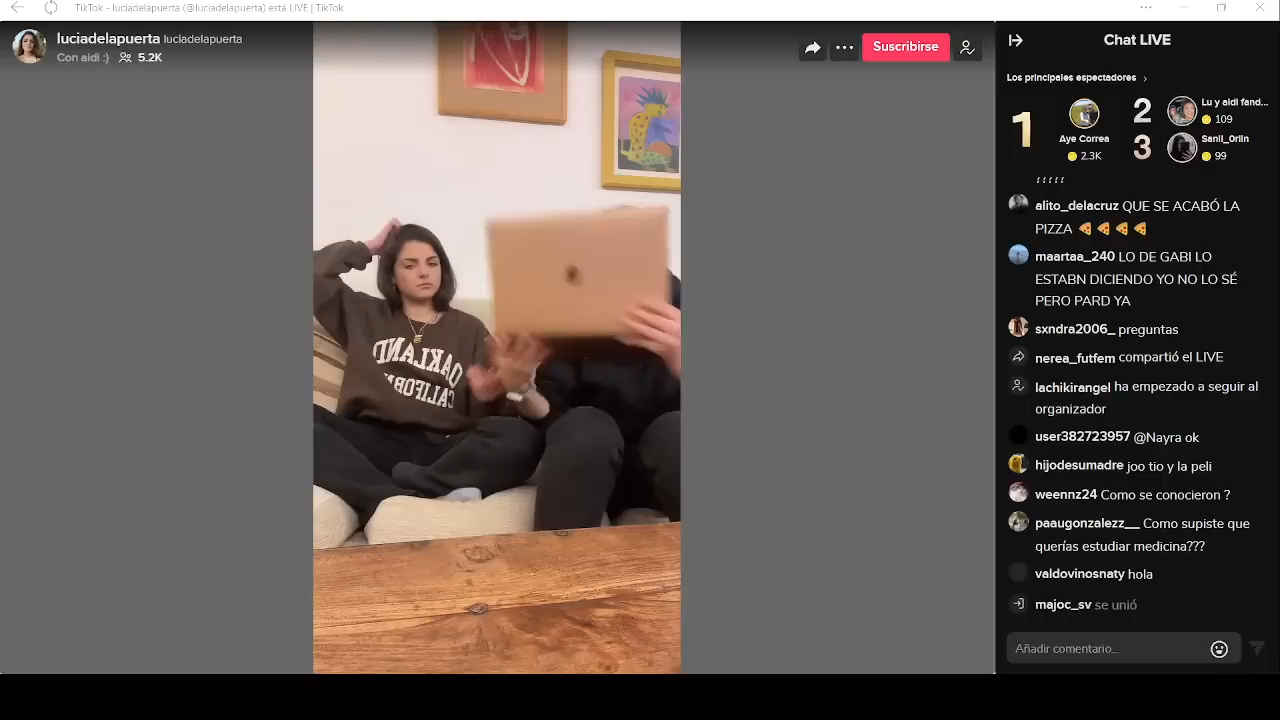 TikTok - luciadelapuerta (@luciadelapuerta) está LIVE | TikTok
luciadelapuerta luciadelapuerta
Con aidi :) 5.2K
Suscribirse
Chat LIVE
Los principales espectadores
1
Aye Correa
2.3K
2
Lu y aidi fand...
109
3
99
alito_delacruz QUE SE ACABÓ LA
PIZZA 🍕🍕🍕🍕
maartaa_240 LO DE GABI LO
ESTABN DICIENDO YO NO LO SÉ
PERO PARD YA
sxndra2006_ preguntas
nerea_futfem compartió el LIVE
lachikirangel ha empezado a seguir al
organizador
user382723957 @Nayra ok
hijodesumadre joo tio y la peli
weennz24 Como se conocieron ?
paaugonzalezz__ Como supiste que
querías estudiar medicina???
valdovinosnaty hola
majoc_sv se unió
Añadir comentario...
OAKLAND
CALIFORN